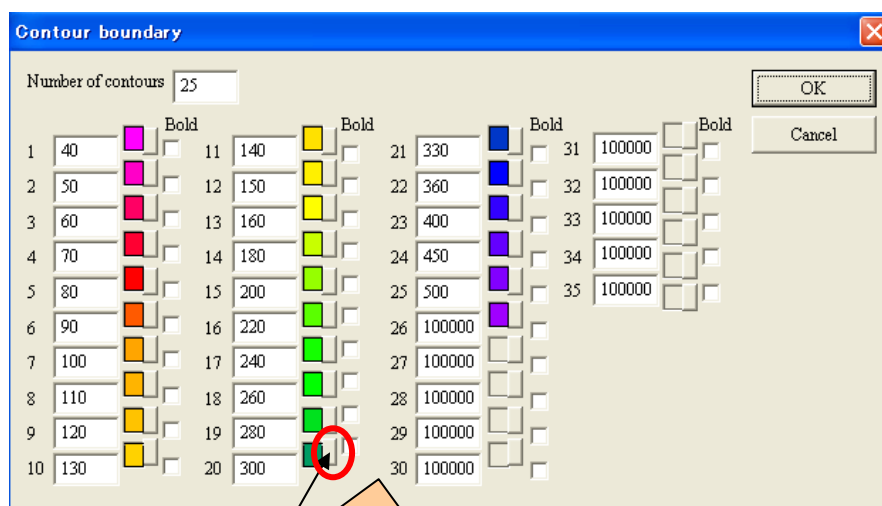 Contour boundary
Number of contours 25
OK
Cancel
Bold Bold Bold Bold
1 40 11 140 21 330 31 100000
2 50 12 150 22 360 32 100000
3 60 13 160 23 400 33 100000
4 70 14 180 24 450 34 100000
5 80 15 200 25 500 35 100000
6 90 16 220 26 100000
7 100 17 240 27 100000
8 110 18 260 28 100000
9 120 19 280 29 100000
10 130 20 300 30 100000